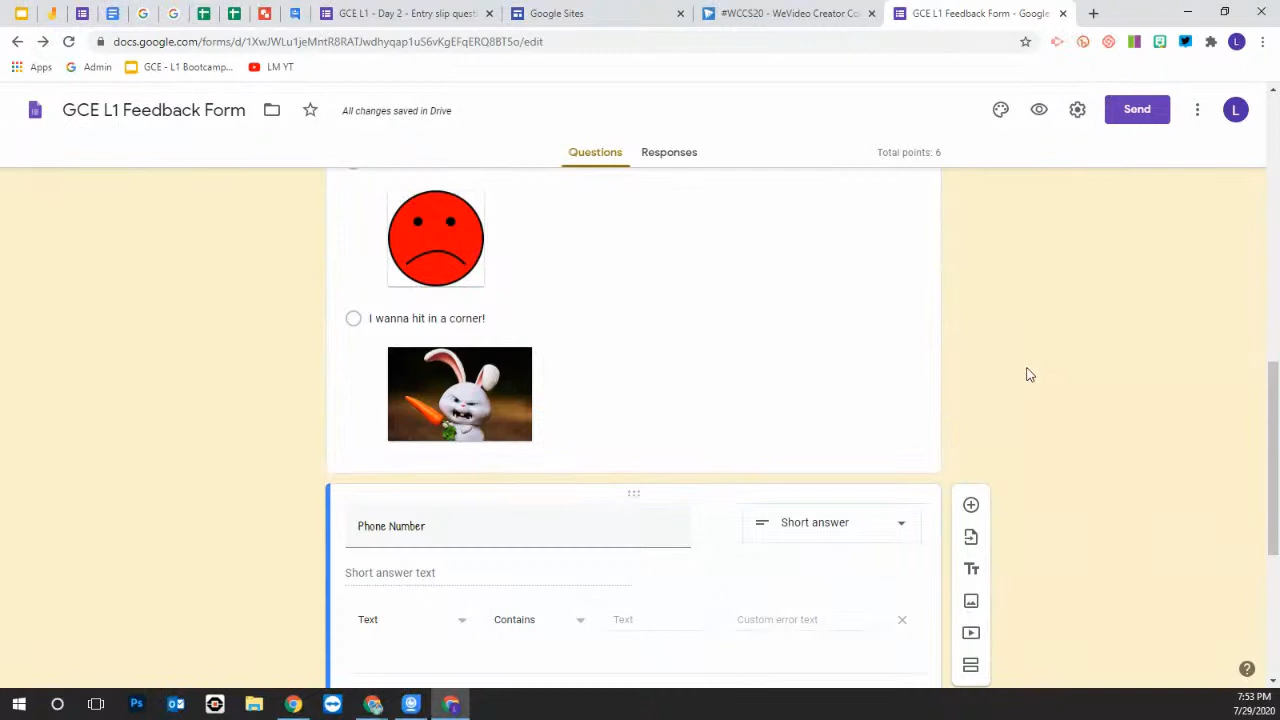 GCE L1 - Day 2 - Entry slip quest
Google Sites
#WCCS20 - WeVideo Creator Co
GCE L1 Feedback Form - Google
docs.google.com/forms/d/1XwJWLu1jeMntR8RATJwdhyqap1uS6vKgEFqERQ8BT5o/edit
Apps
Admin
GCE - L1 Bootcamp...
LM YT
GCE L1 Feedback Form
All changes saved in Drive
Send
L
Questions
Responses
Total points: 6
I wanna hit in a corner!
Phone Number
Short answer
Short answer text
Text
Contains
Text
Custom error text
7:53 PM
7/29/2020